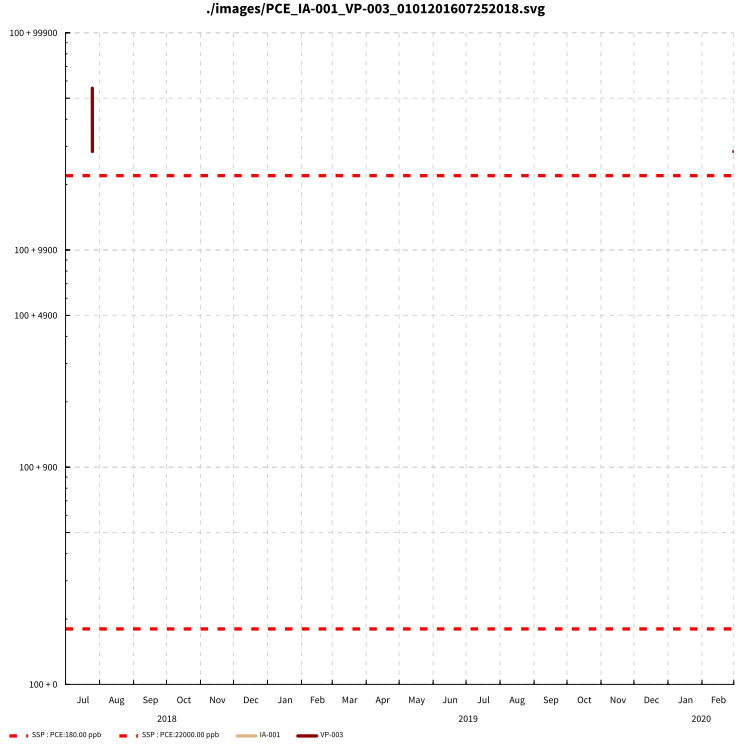 ./images/PCE_IA-001_VP-003_0101201607252018.svg
100 + 99900
100 + 9900
100 + 4900
100 + 900
100 + 0
Jul Aug Sep Oct Nov Dec Jan Feb Mar Apr May Jun Jul Aug Sep Oct Nov Dec Jan Feb
2018 2019 2020
SSP : PCE:180.00 ppb SSP : PCE:22000.00 ppb IA-001 VP-003